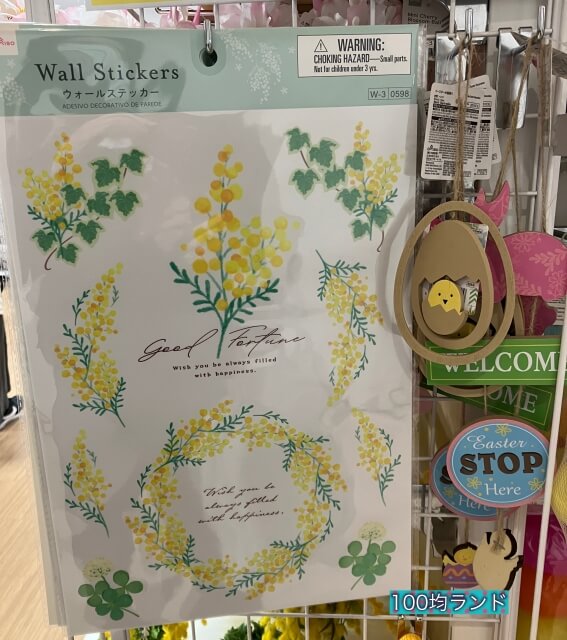 Wall Stickers
ウォールステッカー
ADESIVO DECORATIVO DE PAREDE
WARNING:
CHOKING HAZARD—Small parts.
Not for children under 3 yrs.
W-3 0598
Good Fortune
Wish you be always filled
with happiness.
Wish you be
always filled
with happiness.
WELCOME
OME
Easter
STOP
Here
100均ランド